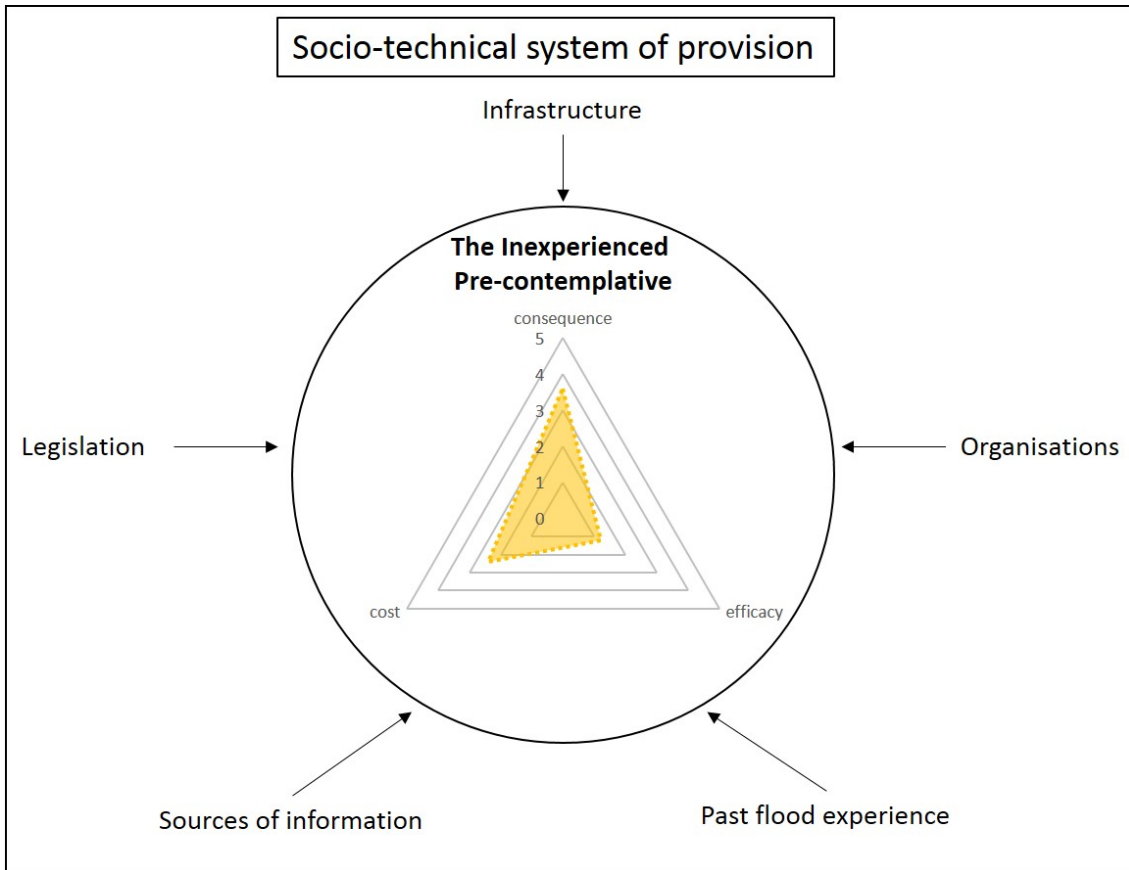 Socio-technical system of provision
Infrastructure
The Inexperienced
Pre-contemplative
consequence
5
4
3
2
1
0
cost
efficacy
Legislation
Organisations
Sources of information
Past flood experience